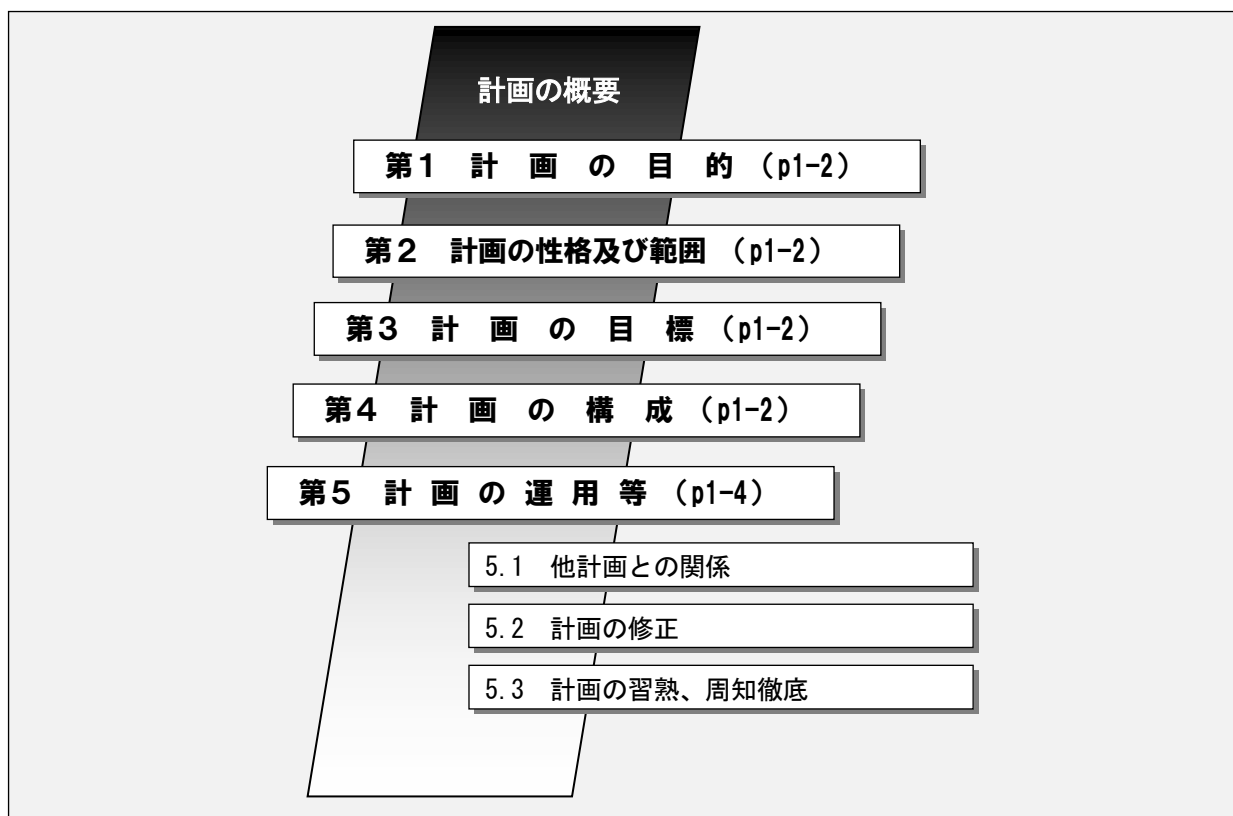 計画の概要
第1 計画の目的 (p1-2)
第2 計画の性格及び範囲 (p1-2)
第3 計画の目標 (p1-2)
第4 計画の構成 (p1-2)
第5 計画の運用等 (p1-4)
5.1 他計画との関係
5.2 計画の修正
5.3 計画の習熟、周知徹底